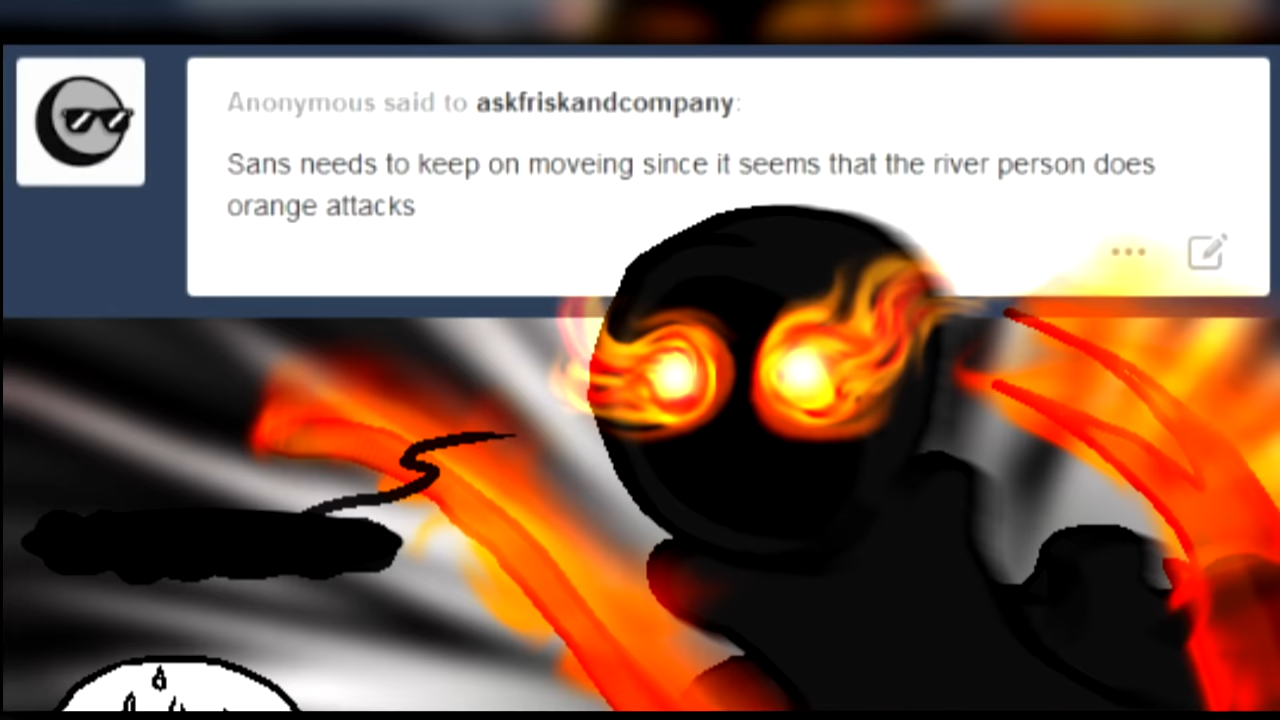 Anonymous said to askfriskandcompany:
Sans needs to keep on moveing since it seems that the river person does
orange attacks